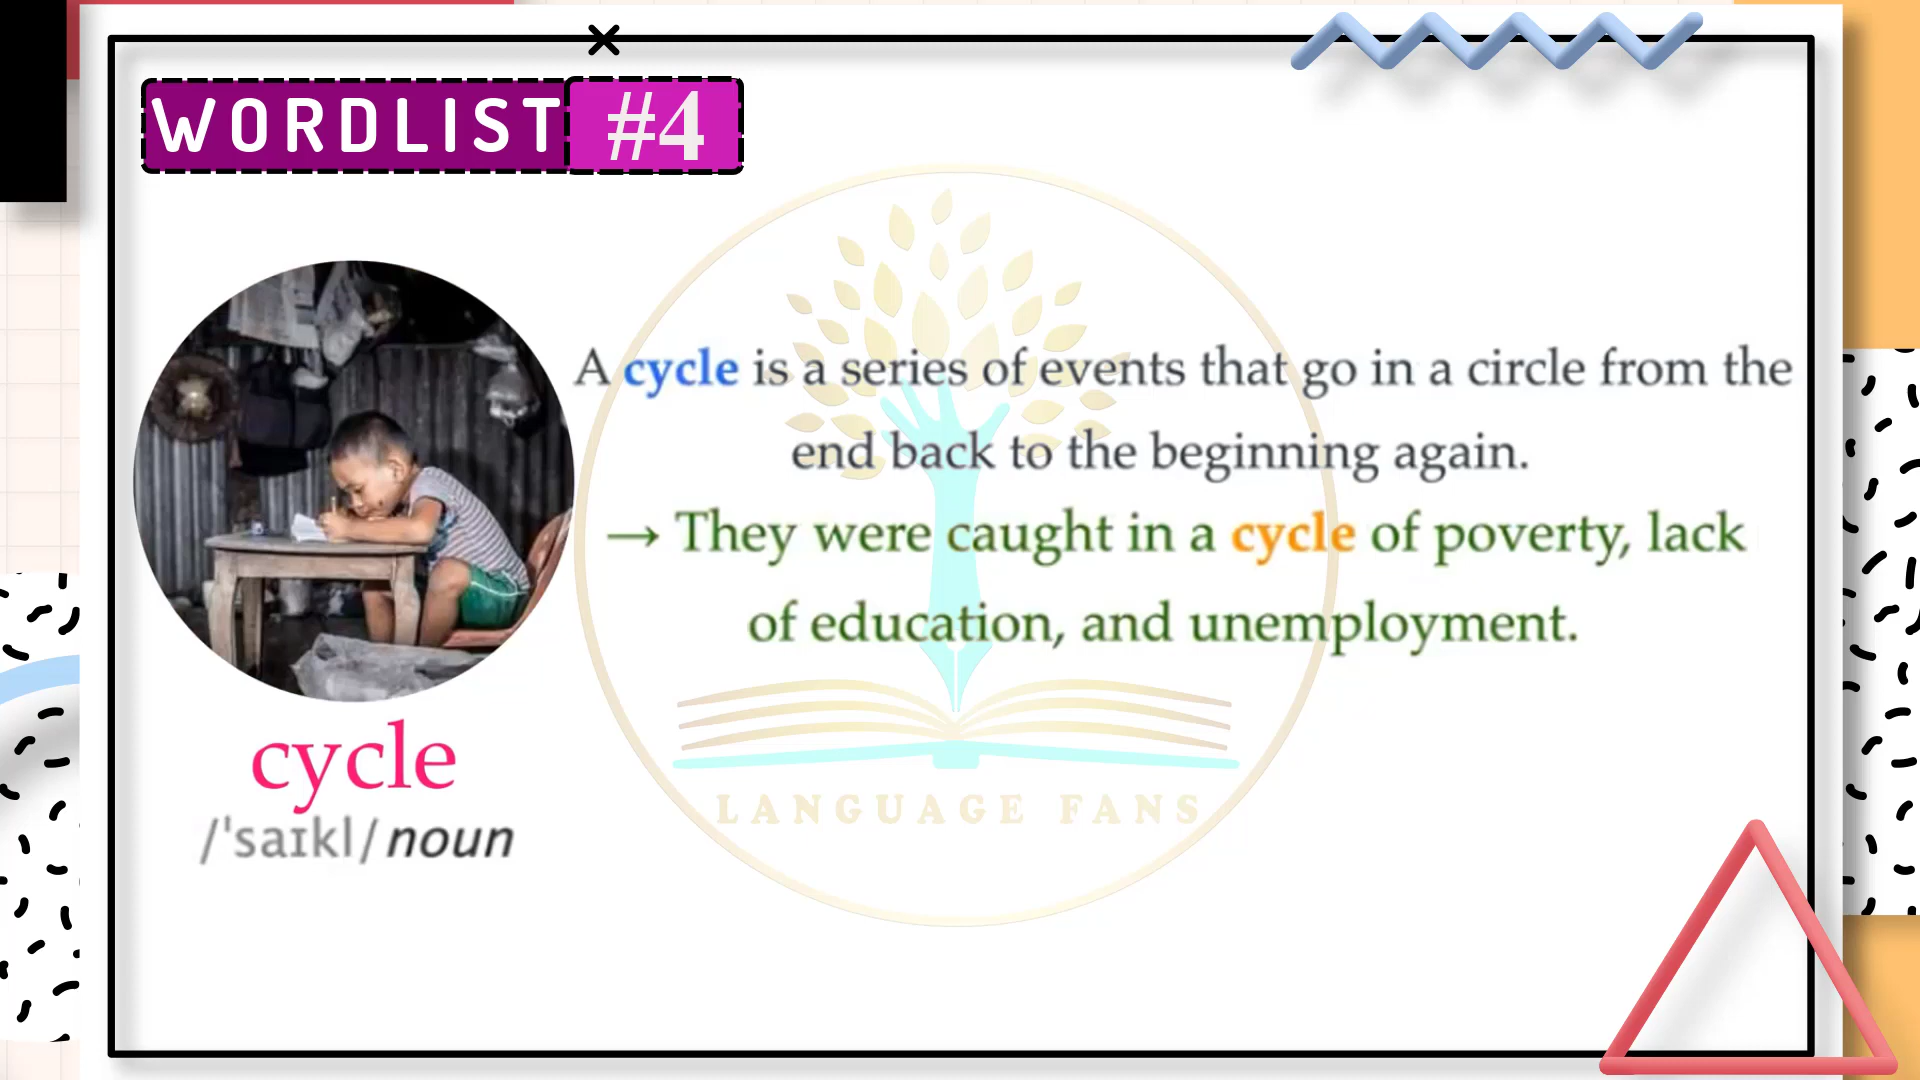 WORDLIST #4
A cycle is a series of events that go in a circle from the
end back to the beginning again.
→ They were caught in a cycle of poverty, lack
of education, and unemployment.
cycle
/ˈsaɪkl/ noun
LANGUAGE FANS